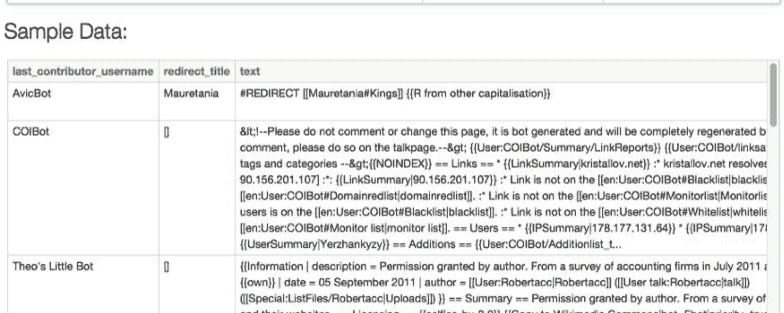 Sample Data:
last_contributor_username redirect_title text
AvicBot Mauretania #REDIRECT [[Mauretania#Kings]] {{R from other capitalisation}}
COIBot [] &lt;!--Please do not comment or change this page, it is bot generated and will be completely regenerated b
comment, please do so on the talkpage.--&gt; {{User:COIBot/Summary/LinkReports}} {{User:COIBot/linksa
tags and categories --&gt;{{NOINDEX}} == Links == * {{LinkSummary|kristallov.net}} :* kristallov.net resolves
90.156.201.107] :*: {{LinkSummary|90.156.201.107}} :* Link is not on the [[en:User:COIBot#Blacklist|blacklis
[[en:User:COIBot#Domainredlist|domainredlist]]. :* Link is not on the [[en:User:COIBot#Monitorlist|Monitorlis
users is on the [[en:User:COIBot#Blacklist|blacklist]]. :* Link is not on the [[en:User:COIBot#Whitelist|whitelis
[[en:User:COIBot#Monitor list|monitor list]]. == Users == * {{IPSummary|178.177.131.64}} * {{IPSummary|178
{{UserSummary|Yerzhankyzy}} == Additions == {{User:COIBot/Additionlist_t...
Theo's Little Bot [] {{Information | description = Permission granted by author. From a survey of accounting firms in July 2011 a
{{own}} | date = 05 September 2011 | author = [[User:Robertacc|Robertacc]] ([[User talk:Robertacc|talk]])
([[Special:ListFiles/Robertacc|Uploads]]) }} == Summary == Permission granted by author. From a survey of